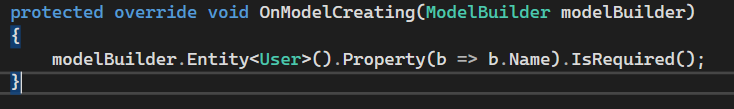 protected override void OnModelCreating(ModelBuilder modelBuilder)
{
    modelBuilder.Entity<User>().Property(b => b.Name).IsRequired();
}